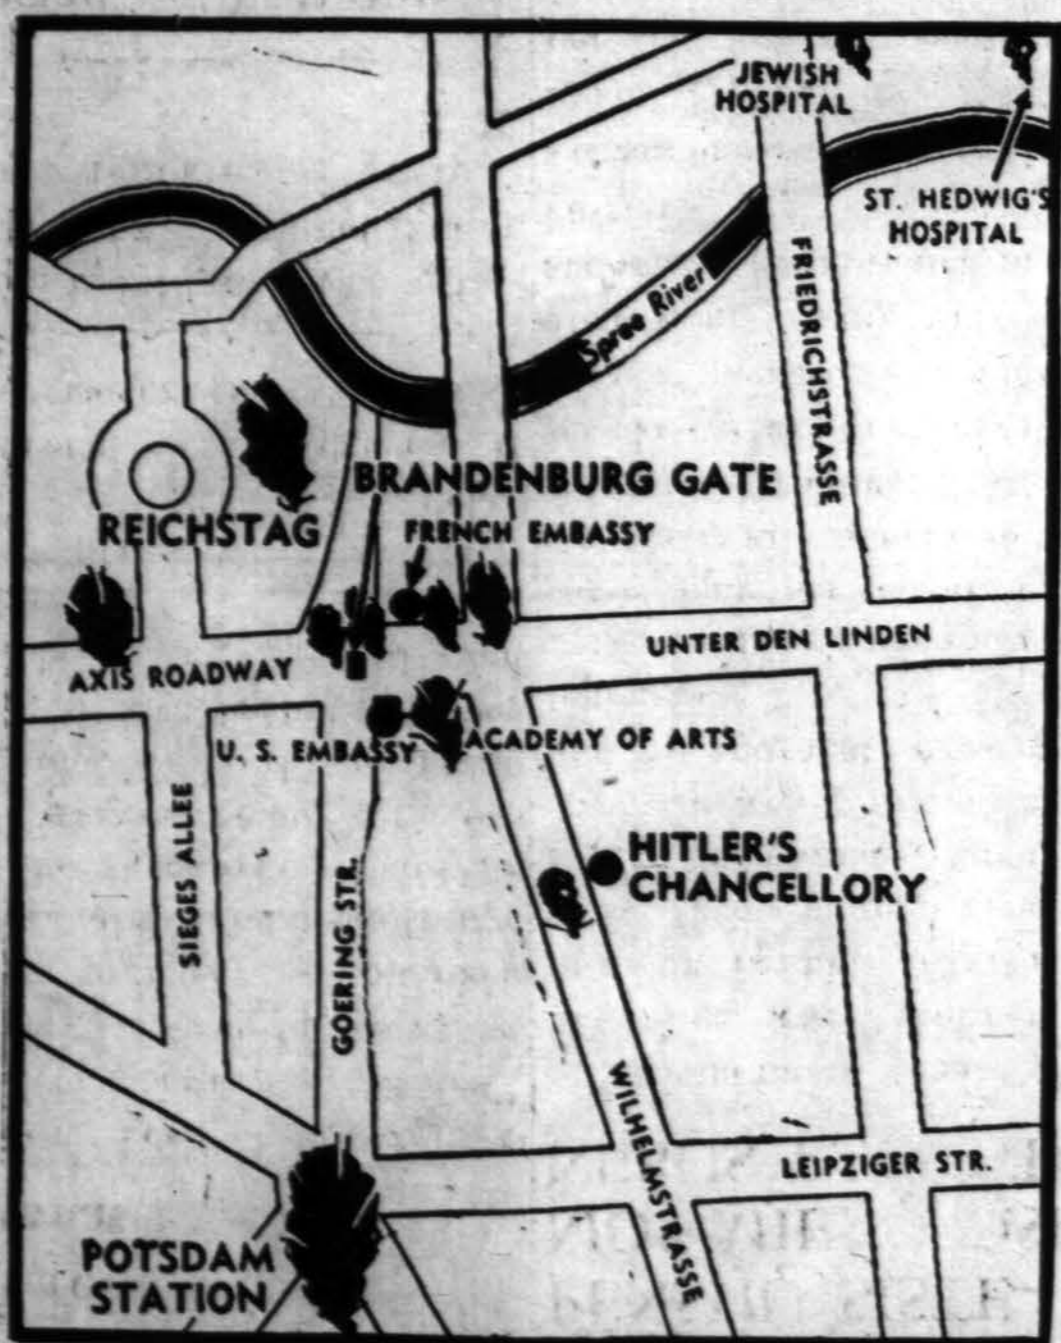 JEWISH
HOSPITAL
ST. HEDWIG'S
HOSPITAL
Spree River
FRIEDRICHSTRASSE
BRANDENBURG GATE
REICHSTAG
FRENCH EMBASSY
UNTER DEN LINDEN
AXIS ROADWAY
U. S. EMBASSY
ACADEMY OF ARTS
SIEGES ALLEE
GOERING STR.
HITLER'S
CHANCELLORY
WILHELMSTRASSE
LEIPZIGER STR.
POTSDAM
STATION